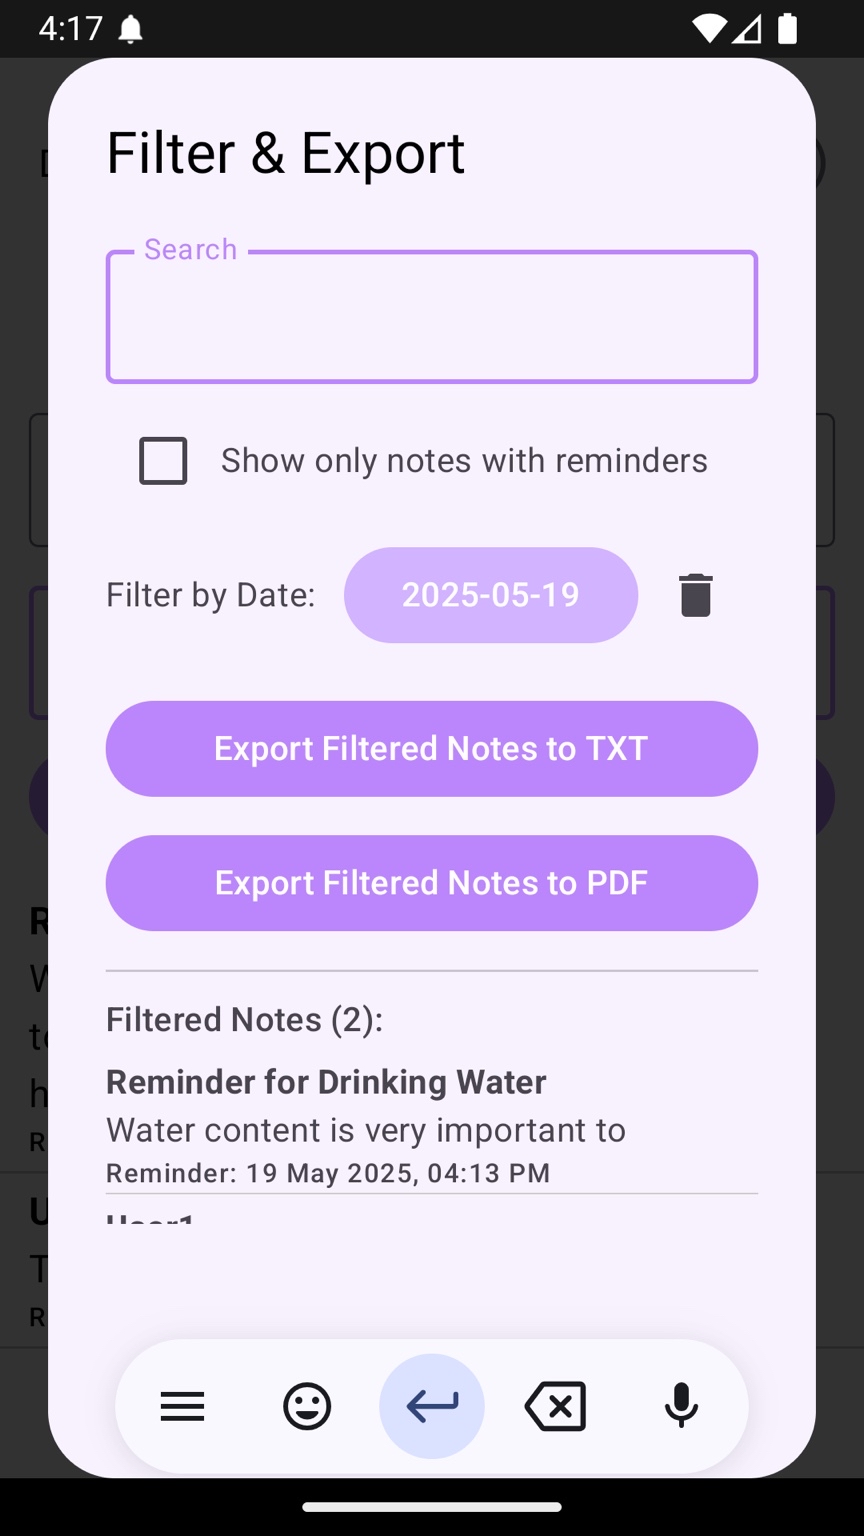 4:17
Filter & Export
Search
Show only notes with reminders
Filter by Date: 2025-05-19
Export Filtered Notes to TXT
Export Filtered Notes to PDF
Filtered Notes (2):
Reminder for Drinking Water
Water content is very important to
Reminder: 19 May 2025, 04:13 PM
User1